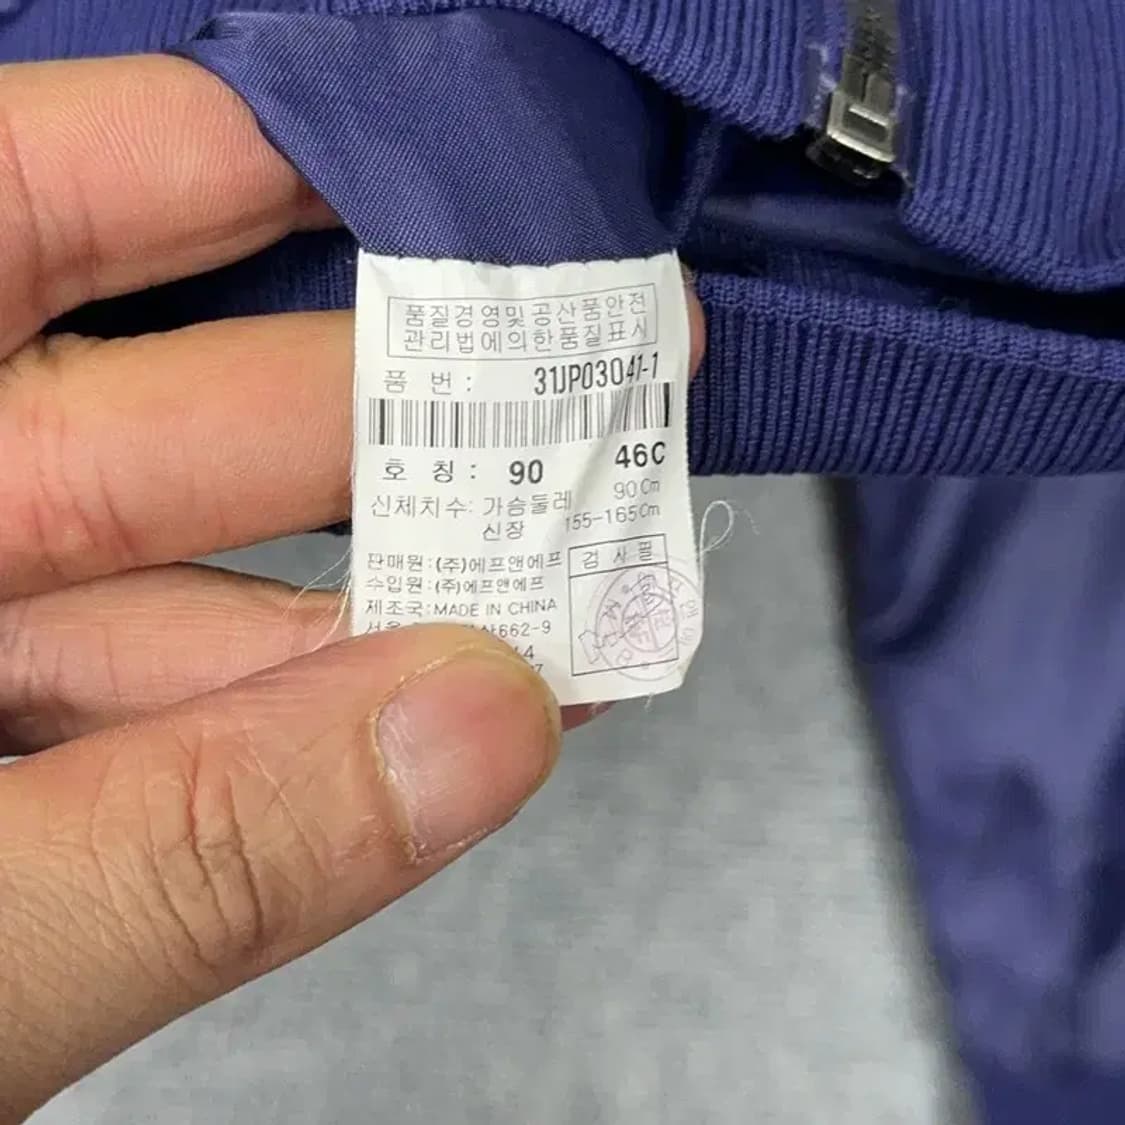 품질경영및공산품안전
관리법에의한품질표시
품 번 : 31JP03041-1
호 칭 : 90 46C
신체치수: 가슴둘레 90Cm
신장 155-165Cm
판매원:(주)에프앤에프
수입원:(주)에프앤에프
제조국:MADE IN CHINA
662-9
검 사 필